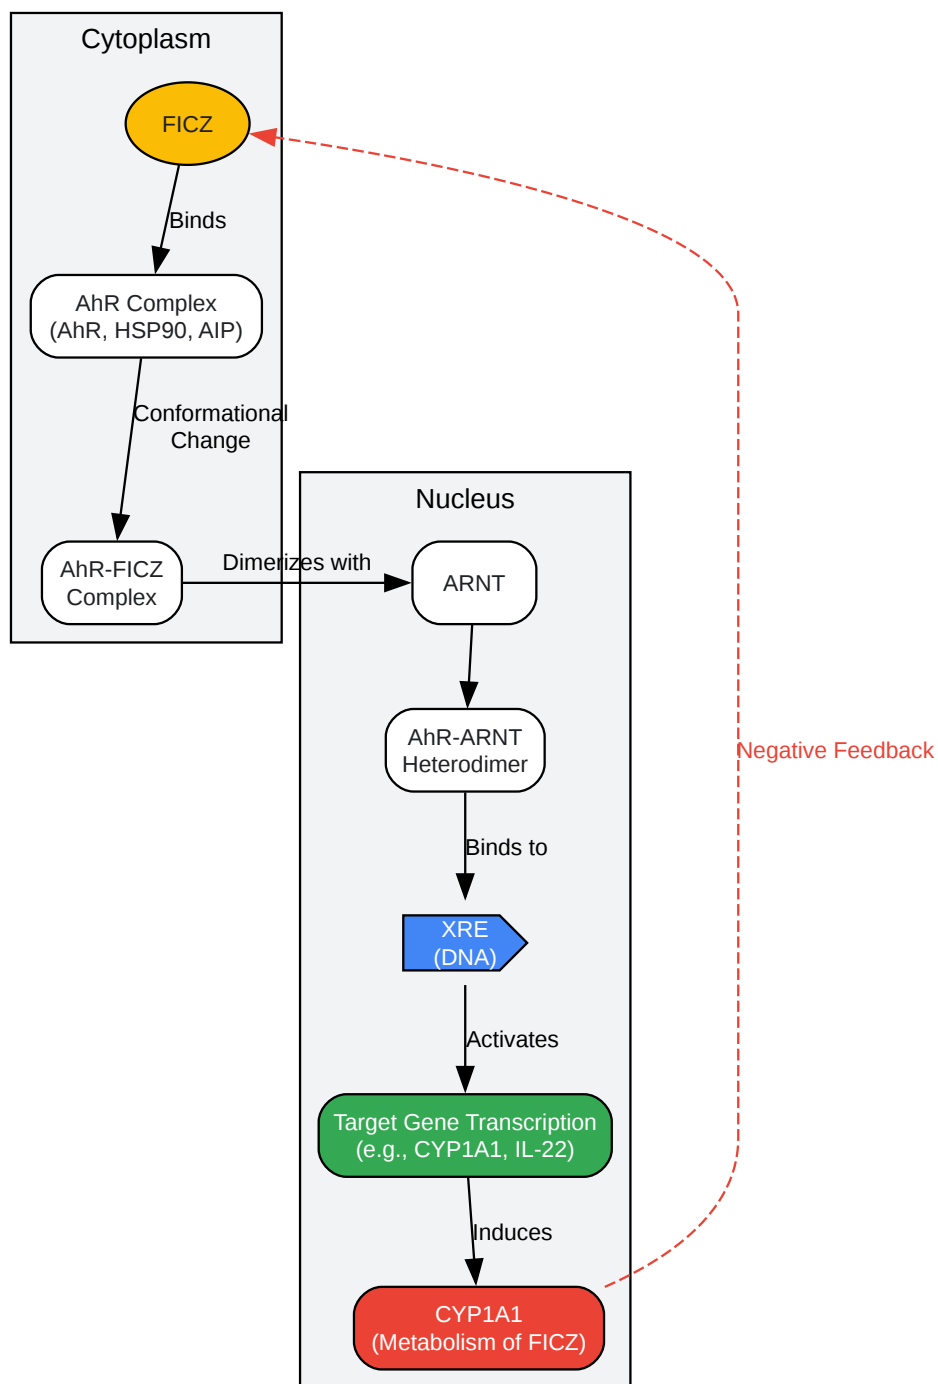 Cytoplasm
FICZ
Binds
AhR Complex
(AhR, HSP90, AIP)
Conformational
Change
Nucleus
AhR-FICZ
Complex
Dimerizes with
ARNT
AhR-ARNT
Heterodimer
Negative Feedback
Binds to
XRE
(DNA)
Activates
Target Gene Transcription
(e.g., CYP1A1, IL-22)
Induces
CYP1A1
(Metabolism of FICZ)